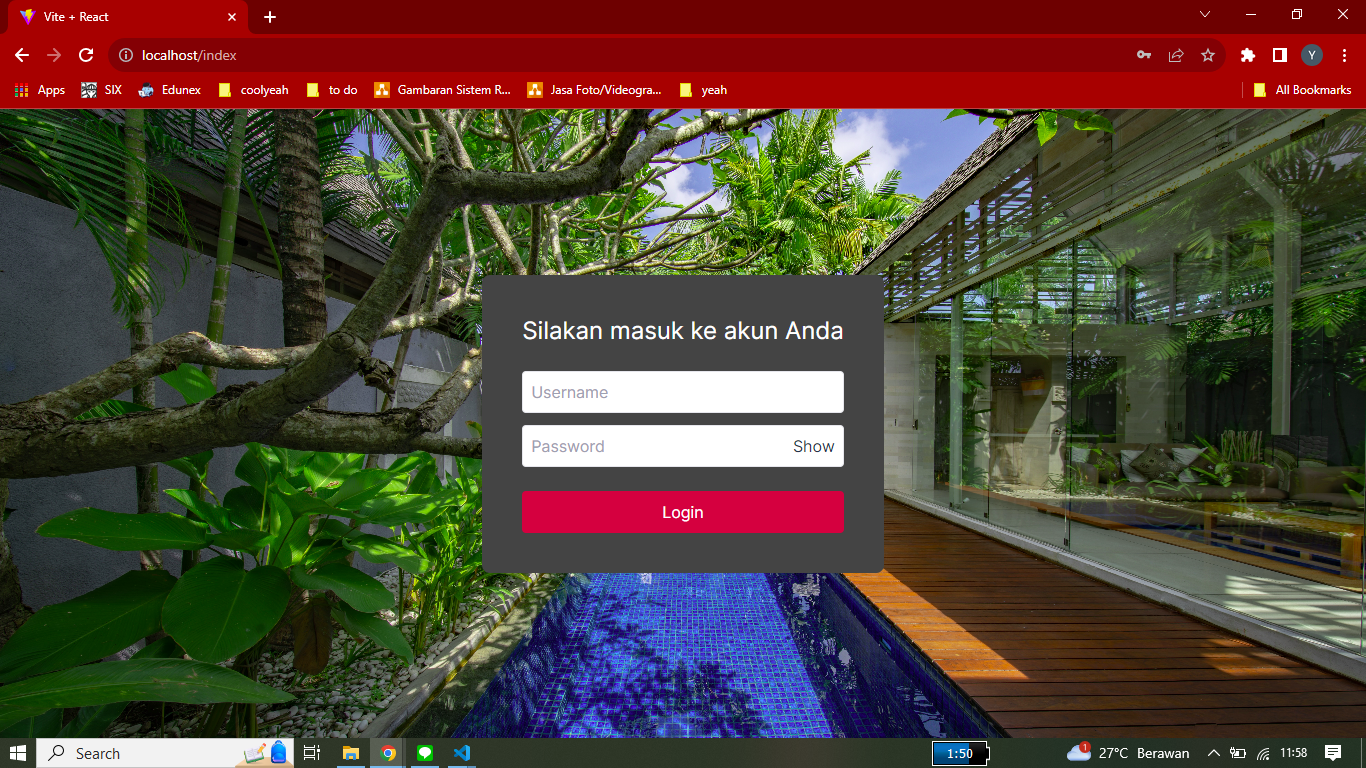 Vite + React
localhost/index
Y
Apps
SIX
Edunex
coolyeah
to do
Gambaran Sistem R...
Jasa Foto/Videogra...
yeah
All Bookmarks
Silakan masuk ke akun Anda
Username
Password
Show
Login
Search
1:50
1
27°C Berawan
11:58